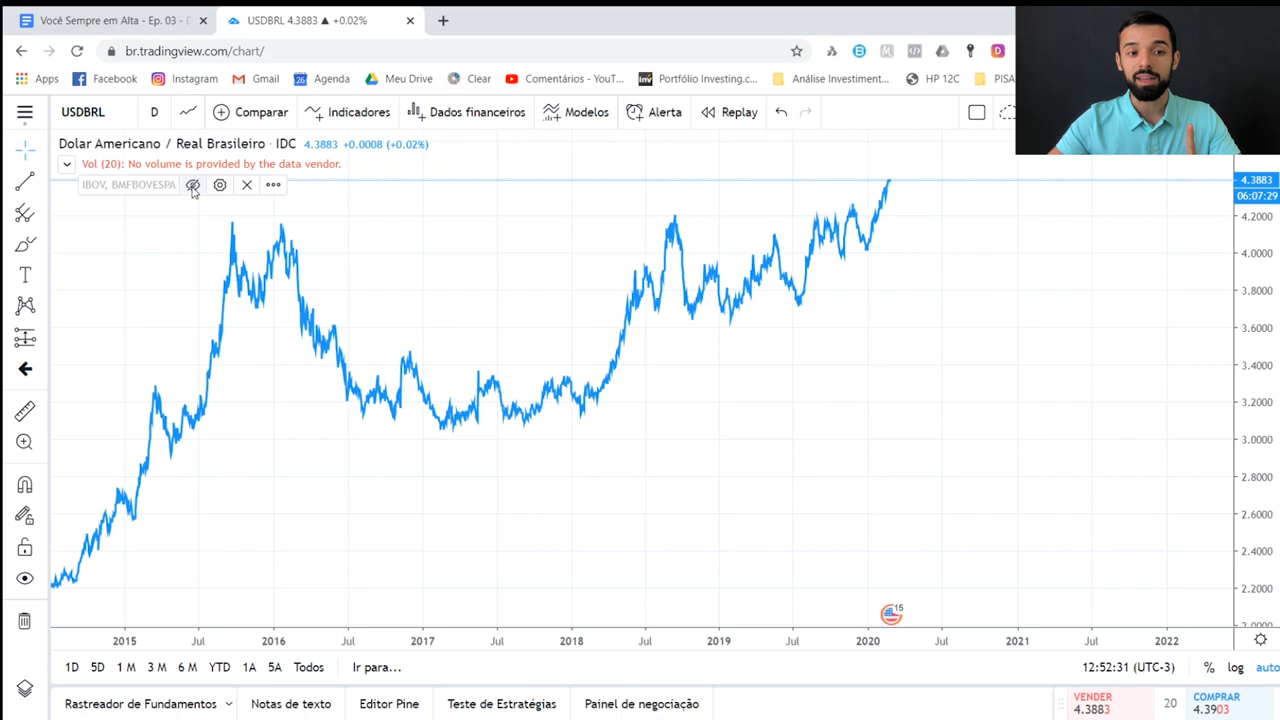 Você Sempre em Alta - Ep. 03 - D
USDBRL 4.3883 ▲ +0.02%
br.tradingview.com/chart/
Apps
Facebook
Instagram
Gmail
26
Agenda
Meu Drive
Clear
Comentários - YouT...
Inv
Portfólio Investing.c...
Análise Investiment...
HP 12C
PISA
USDBRL
D
Comparar
Indicadores
Dados financeiros
Modelos
Alerta
Replay
Dolar Americano / Real Brasileiro · IDC 4.3883 +0.0008 (+0.02%)
Vol (20): No volume is provided by the data vendor.
IBOV, BMFBOVESPA
4.3883
06:07:29
4.2000
4.0000
3.8000
3.6000
3.4000
3.2000
3.0000
2.8000
2.6000
2.4000
2.2000
2.0000
15
2015 Jul 2016 Jul 2017 Jul 2018 Jul 2019 Jul 2020 Jul 2021 Jul 2022
1D 5D 1 M 3 M 6 M YTD 1A 5A Todos Ir para...
12:52:31 (UTC-3) % log auto
Rastreador de Fundamentos
Notas de texto
Editor Pine
Teste de Estratégias
Painel de negociação
VENDER
4.3883
20
COMPRAR
4.3903